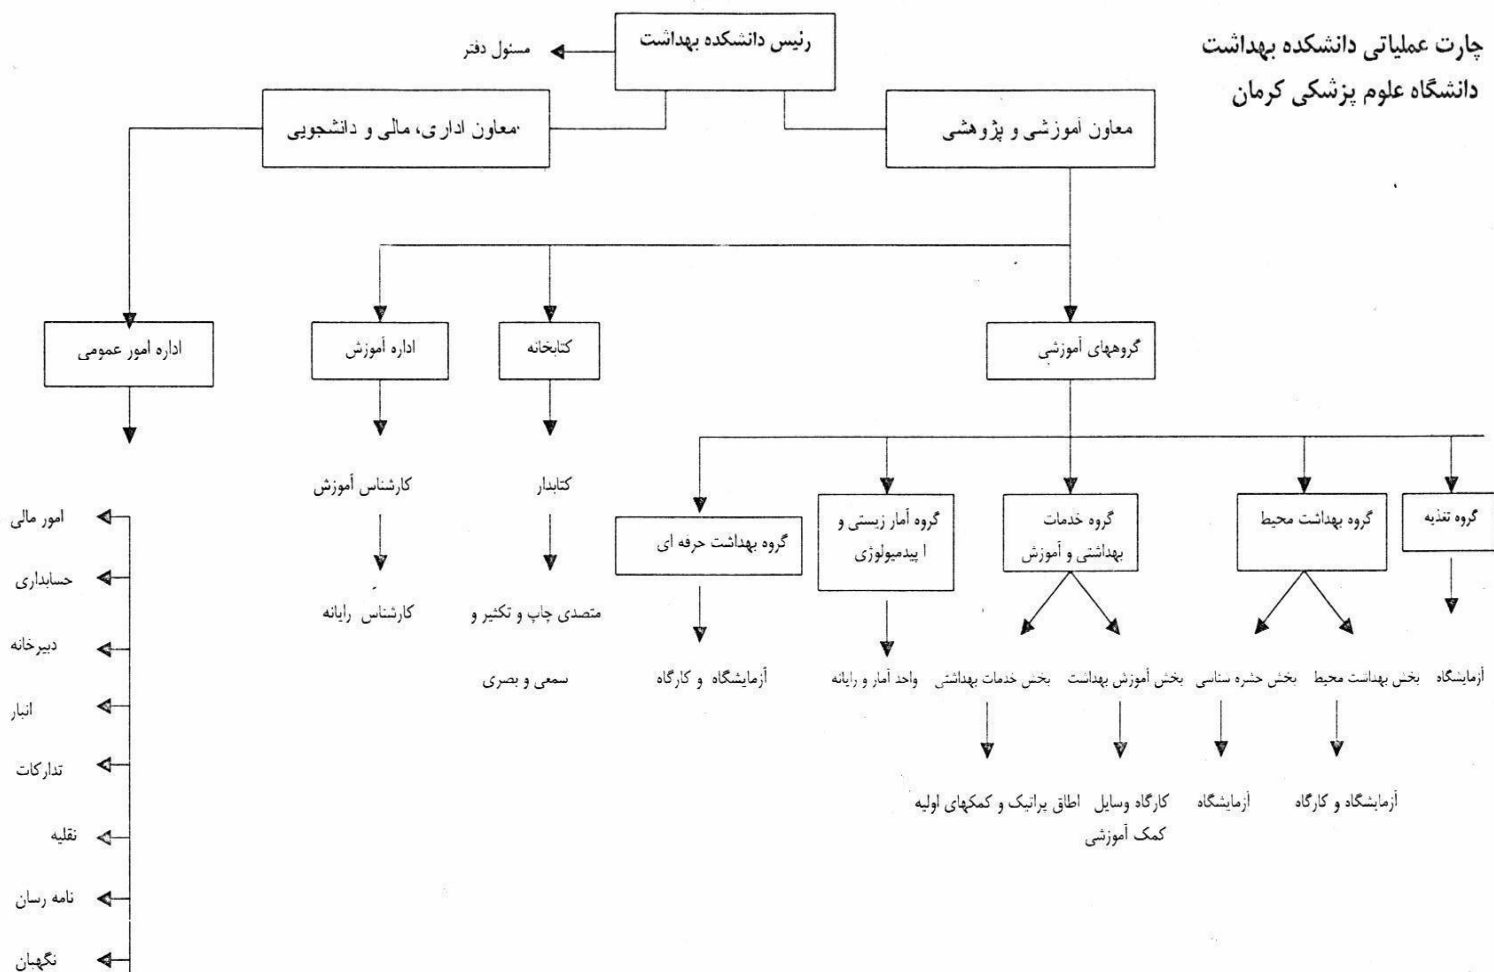 چارت عملیاتی دانشکده بهداشت
دانشگاه علوم پزشکی کرمان
رئیس دانشکده بهداشت
مسئول دفتر
معاون آموزشی و پژوهشی
معاون اداری، مالی و دانشجویی
گروههای آموزشی
کتابخانه
اداره آموزش
اداره امور عمومی
کتابدار
کارشناس آموزش
گروه تغذیه
گروه بهداشت محیط
گروه خدمات
بهداشتی و آموزش
گروه آمار زیستی و
ا پیدمیولوژی
گروه بهداشت حرفه ای
متصدی چاپ و تکثیر و
سمعی و بصری
کارشناس رایانه
آزمایشگاه
بخش بهداشت محیط
بخش حشره سناسی
بخش آموزش بهداشت
بخش خدمات بهداشتی
واحد آمار و رایانه
آزمایشگاه و کارگاه
آزمایشگاه و کارگاه
آزمایشگاه
کارگاه وسایل
کمک آموزشی
اطاق پراتیک و کمکهای اولیه
امور مالی
حسابداری
دبیرخانه
انبار
تدارکات
نقلیه
نامه رسان
نگهبان